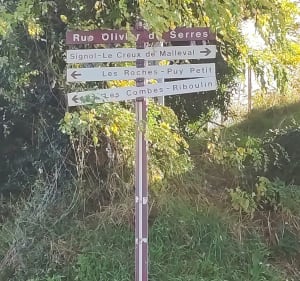 Rue Olivier de Serres
Signol-Le Creux de Malleval
Les Roches-Puy Petit
Les Combes-Riboulin